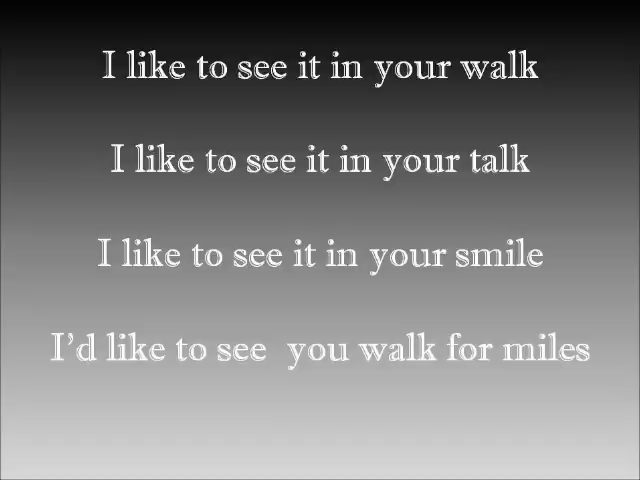 I like to see it in your walk
I like to see it in your talk
I like to see it in your smile
I’d like to see  you walk for miles